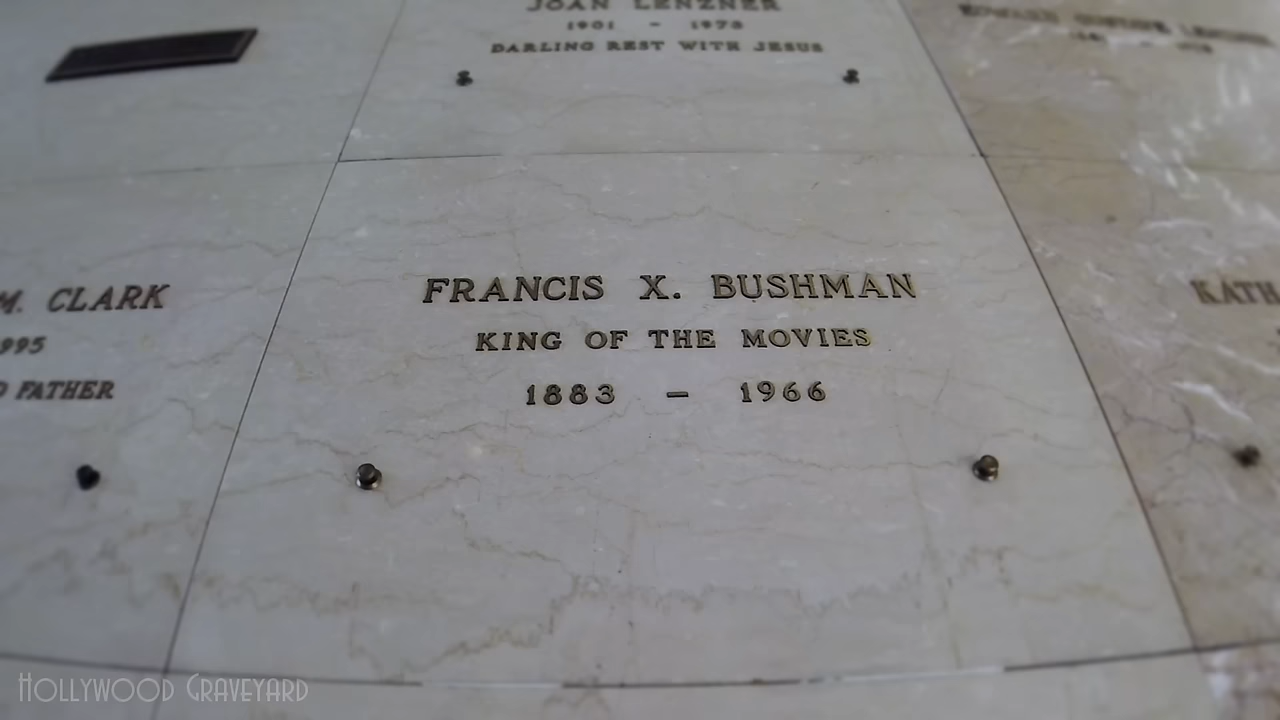 JOAN LENZNER
1901 - 1978
DARLING REST WITH JESUS
M. CLARK
995
FATHER
FRANCIS X. BUSHMAN
KING OF THE MOVIES
1883 - 1966
KATH
HOLLYWOOD GRAVEYARD